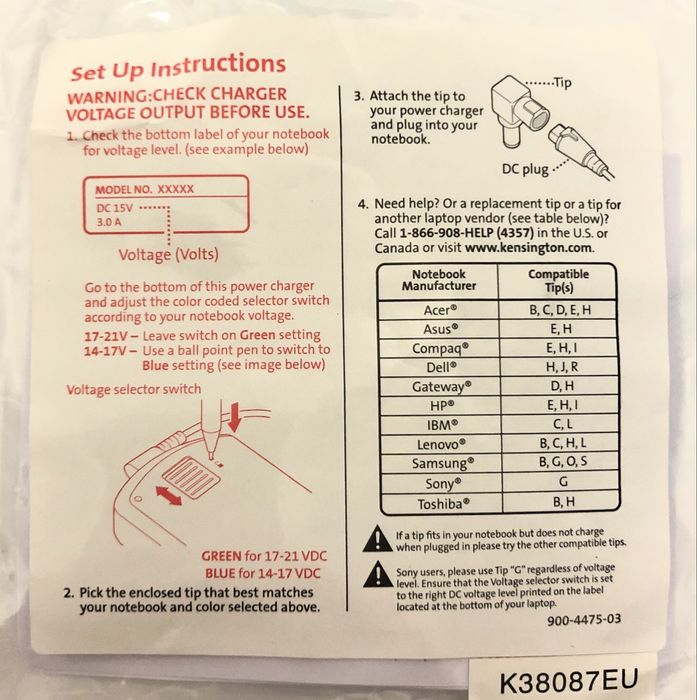 Set Up Instructions
WARNING:CHECK CHARGER
VOLTAGE OUTPUT BEFORE USE.
1. Check the bottom label of your notebook
for voltage level. (see example below)
MODEL NO. XXXXX
DC 15V
3.0 A
Voltage (Volts)
Go to the bottom of this power charger
and adjust the color coded selector switch
according to your notebook voltage.
17-21V – Leave switch on Green setting
14-17V – Use a ball point pen to switch to
Blue setting (see image below)
Voltage selector switch
GREEN for 17-21 VDC
BLUE for 14-17 VDC
2. Pick the enclosed tip that best matches
your notebook and color selected above.
3. Attach the tip to
your power charger
and plug into your
notebook.
Tip
DC plug
4. Need help? Or a replacement tip or a tip for
another laptop vendor (see table below)?
Call 1-866-908-HELP (4357) in the U.S. or
Canada or visit www.kensington.com.
Notebook Manufacturer Compatible Tip(s)
Acer® B, C, D, E, H
Asus® E, H
Compaq® E, H, I
Dell® H, J, R
Gateway® D, H
HP® E, H, I
IBM® C, L
Lenovo® B, C, H, L
Samsung® B, G, O, S
Sony® G
Toshiba® B, H
If a tip fits in your notebook but does not charge
when plugged in please try the other compatible tips.
Sony users, please use Tip "G" regardless of voltage
level. Ensure that the Voltage selector switch is set
to the right DC voltage level printed on the label
located at the bottom of your laptop.
900-4475-03
K38087EU